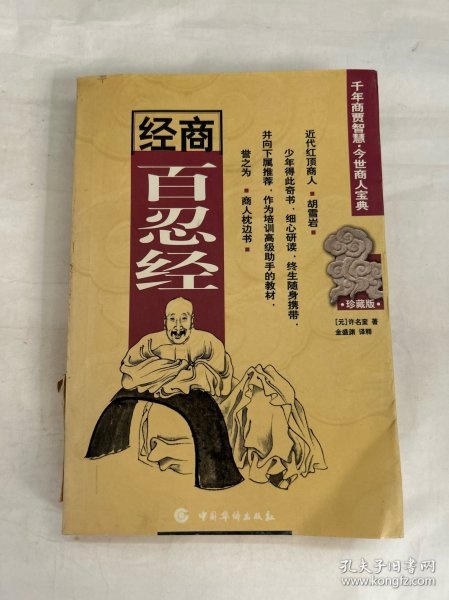 千年商贾智慧·今世商人宝典
·珍藏版·
[元]许名奎 著
金盛渊 译释
经商
百忍经
近代红顶商人■胡雪岩■
少年得此奇书，细心研读，终生随身携带，
并向下属推荐，作为培训高级助手的教材，
誉之为■商人枕边书■
中国华侨出版社
孔夫子旧书网
www.kongfz.com